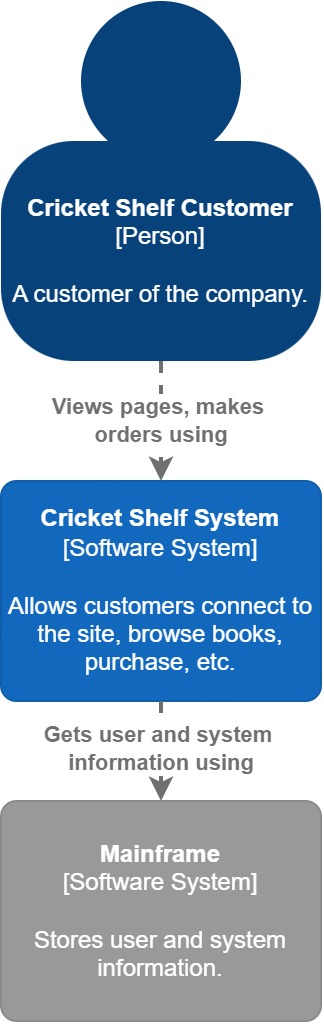 Cricket Shelf Customer
[Person]
A customer of the company.
Views pages, makes
orders using
Cricket Shelf System
[Software System]
Allows customers connect to
the site, browse books,
purchase, etc.
Gets user and system
information using
Mainframe
[Software System]
Stores user and system
information.